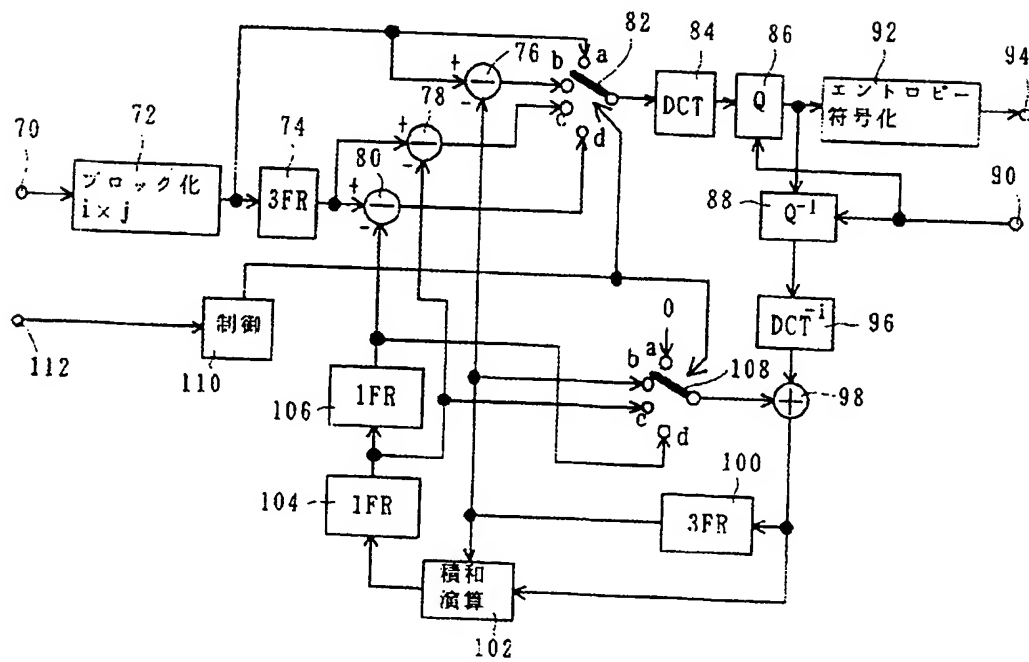 70
72
ブロック化
i×j
74
3FR
+
-
76
+
-
78
+
-
80
a
b
c
d
82
84
DCT
86
Q
92
エントロピー
符号化
94
90
88
Q⁻¹
DCT⁻ⁱ
96
98
+
112
制御
110
0
a
b
c
d
108
106
1FR
104
1FR
100
3FR
積和
演算
102